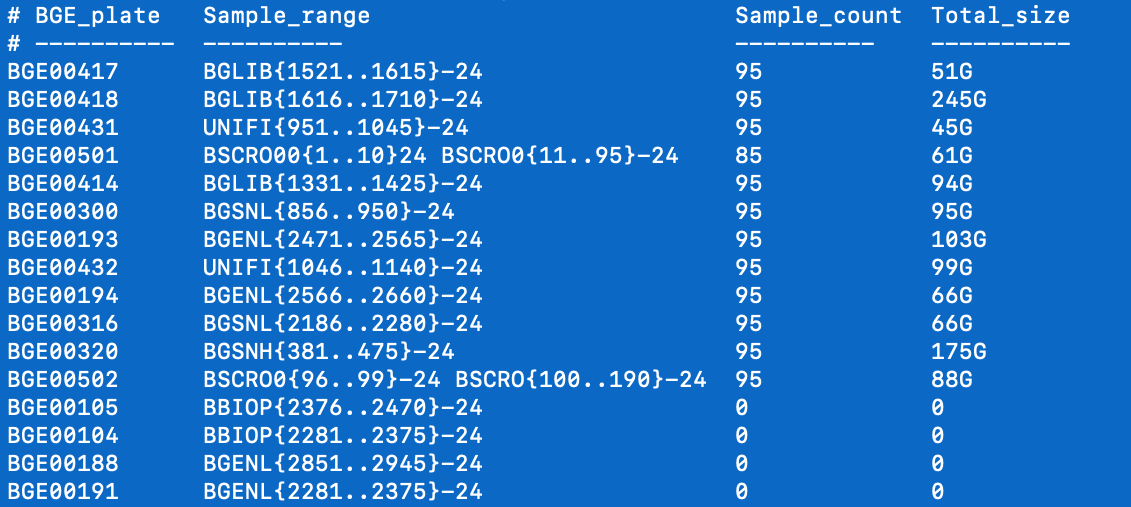 # BGE_plate  Sample_range                          Sample_count  Total_size
# ----------  ----------                            ----------    ----------
BGE00417      BGLIB{1521..1615}-24                  95            51G
BGE00418      BGLIB{1616..1710}-24                  95            245G
BGE00431      UNIFI{951..1045}-24                   95            45G
BGE00501      BSCRO00{1..10}24 BSCRO0{11..95}-24    85            61G
BGE00414      BGLIB{1331..1425}-24                  95            94G
BGE00300      BGSNL{856..950}-24                    95            95G
BGE00193      BGENL{2471..2565}-24                  95            103G
BGE00432      UNIFI{1046..1140}-24                  95            99G
BGE00194      BGENL{2566..2660}-24                  95            66G
BGE00316      BGSNL{2186..2280}-24                  95            66G
BGE00320      BGSNH{381..475}-24                    95            175G
BGE00502      BSCRO0{96..99}-24 BSCRO{100..190}-24  95            88G
BGE00105      BBIOP{2376..2470}-24                  0             0
BGE00104      BBIOP{2281..2375}-24                  0             0
BGE00188      BGENL{2851..2945}-24                  0             0
BGE00191      BGENL{2281..2375}-24                  0             0